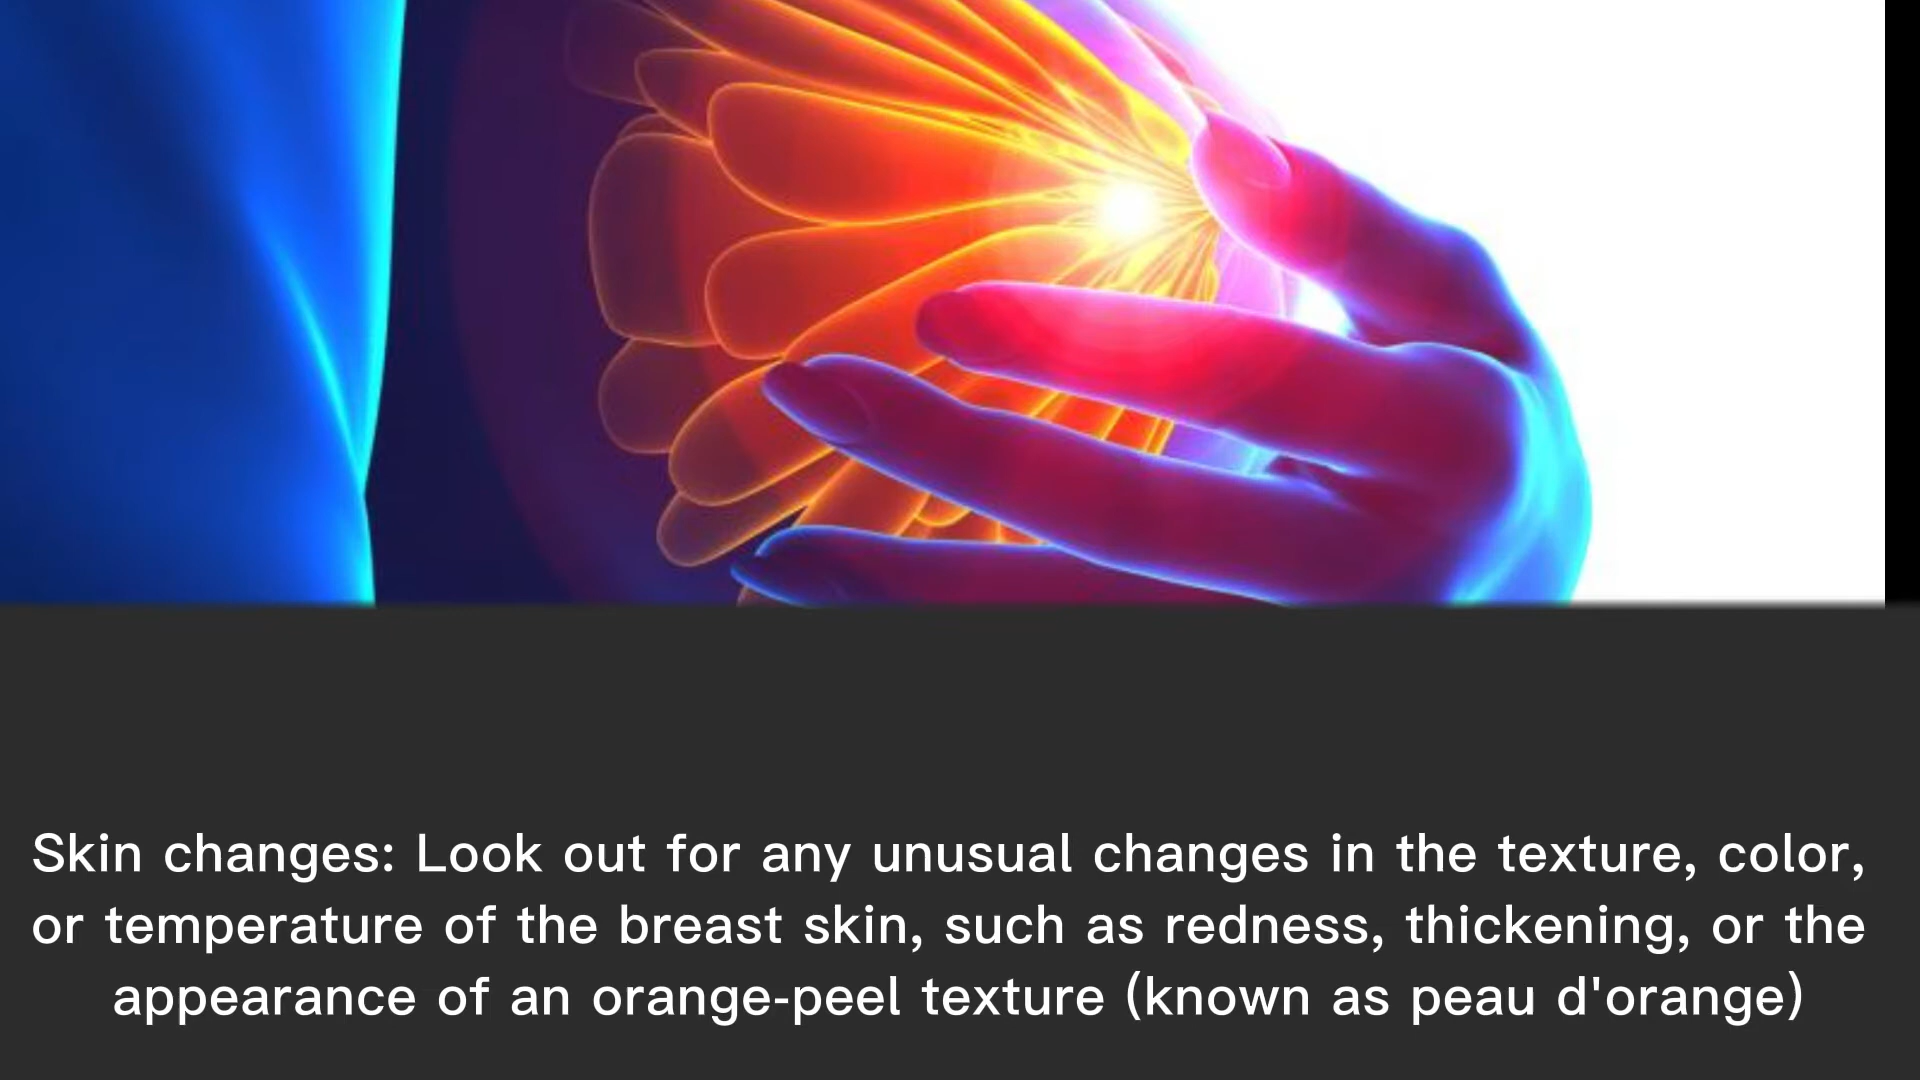 Skin changes: Look out for any unusual changes in the texture, color,
or temperature of the breast skin, such as redness, thickening, or the
appearance of an orange-peel texture (known as peau d'orange)